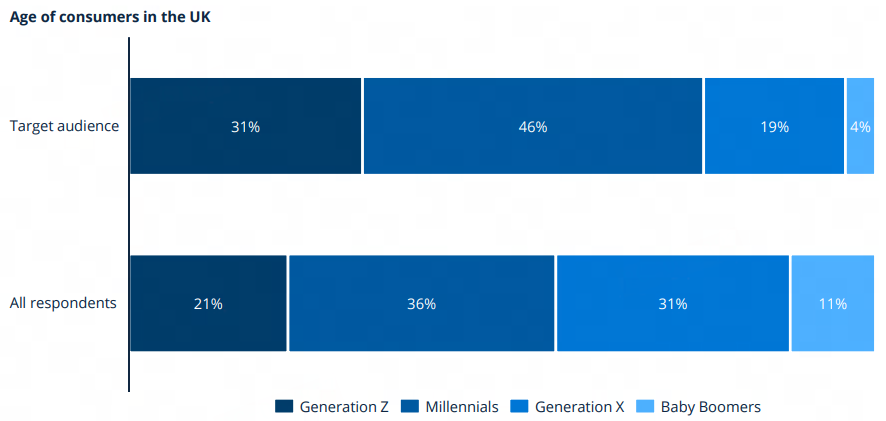 Age of consumers in the UK
Target audience 31% 46% 19% 4%
All respondents 21% 36% 31% 11%
Generation Z Millennials Generation X Baby Boomers